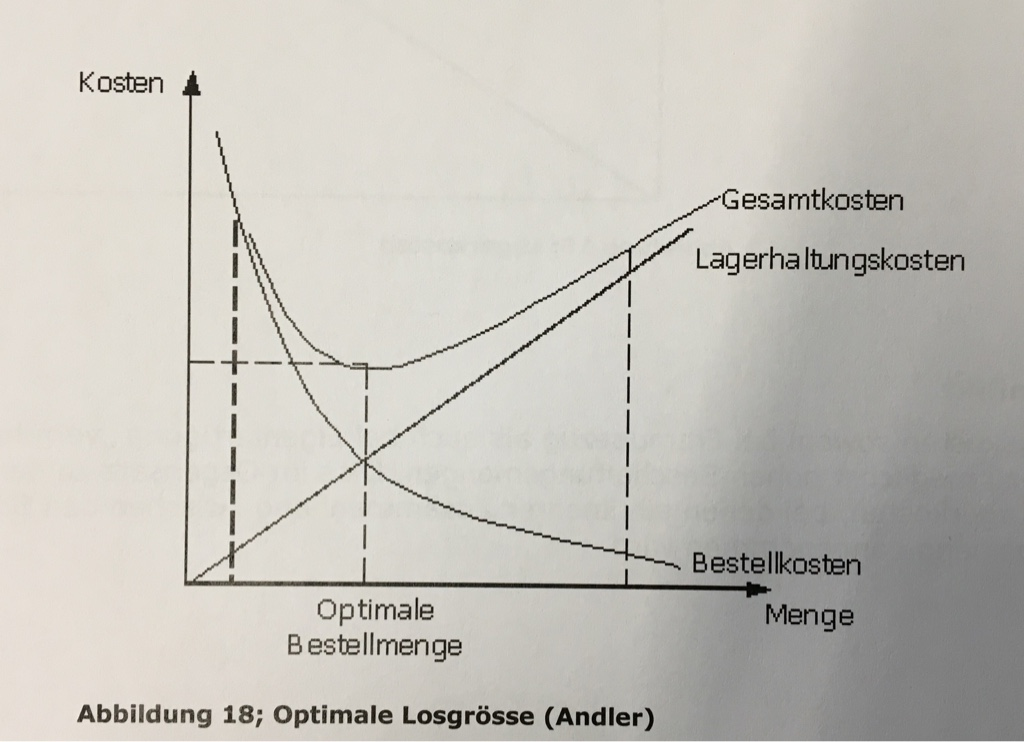 Kosten
Gesamtkosten
Lagerhaltungskosten
Bestellkosten
Menge
Optimale
Bestellmenge
Abbildung 18; Optimale Losgrösse (Andler)